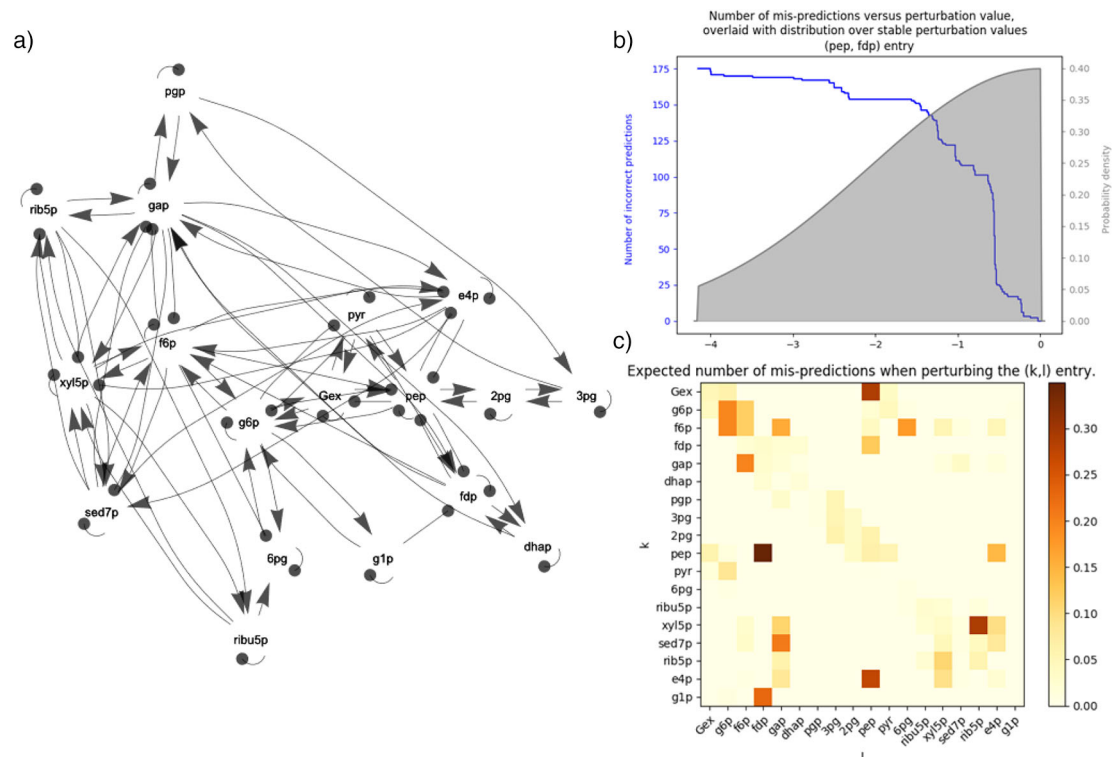 a)
pgp
rib5p
gap
e4p
pyr
f6p
xyl5p
Gex
pep
2pg
3pg
g6p
sed7p
fdp
dhap
6pg
g1p
ribu5p
b)
Number of mis-predictions versus perturbation value,
overlaid with distribution over stable perturbation values
(pep, fdp) entry
Number of incorrect predictions
175
150
125
100
75
50
25
0
0.40
0.35
0.30
0.25
0.20
0.15
0.10
0.05
0.00
Probability density
−4
−3
−2
−1
0
c)
Expected number of mis-predictions when perturbing the (k,l) entry.
k
Gex
g6p
f6p
fdp
gap
dhap
pgp
3pg
2pg
pep
pyr
6pg
ribu5p
xyl5p
sed7p
rib5p
e4p
g1p
Gex
g6p
f6p
fdp
gap
dhap
pgp
3pg
2pg
pep
pyr
6pg
ribu5p
xyl5p
sed7p
rib5p
e4p
g1p
0.30
0.25
0.20
0.15
0.10
0.05
0.00